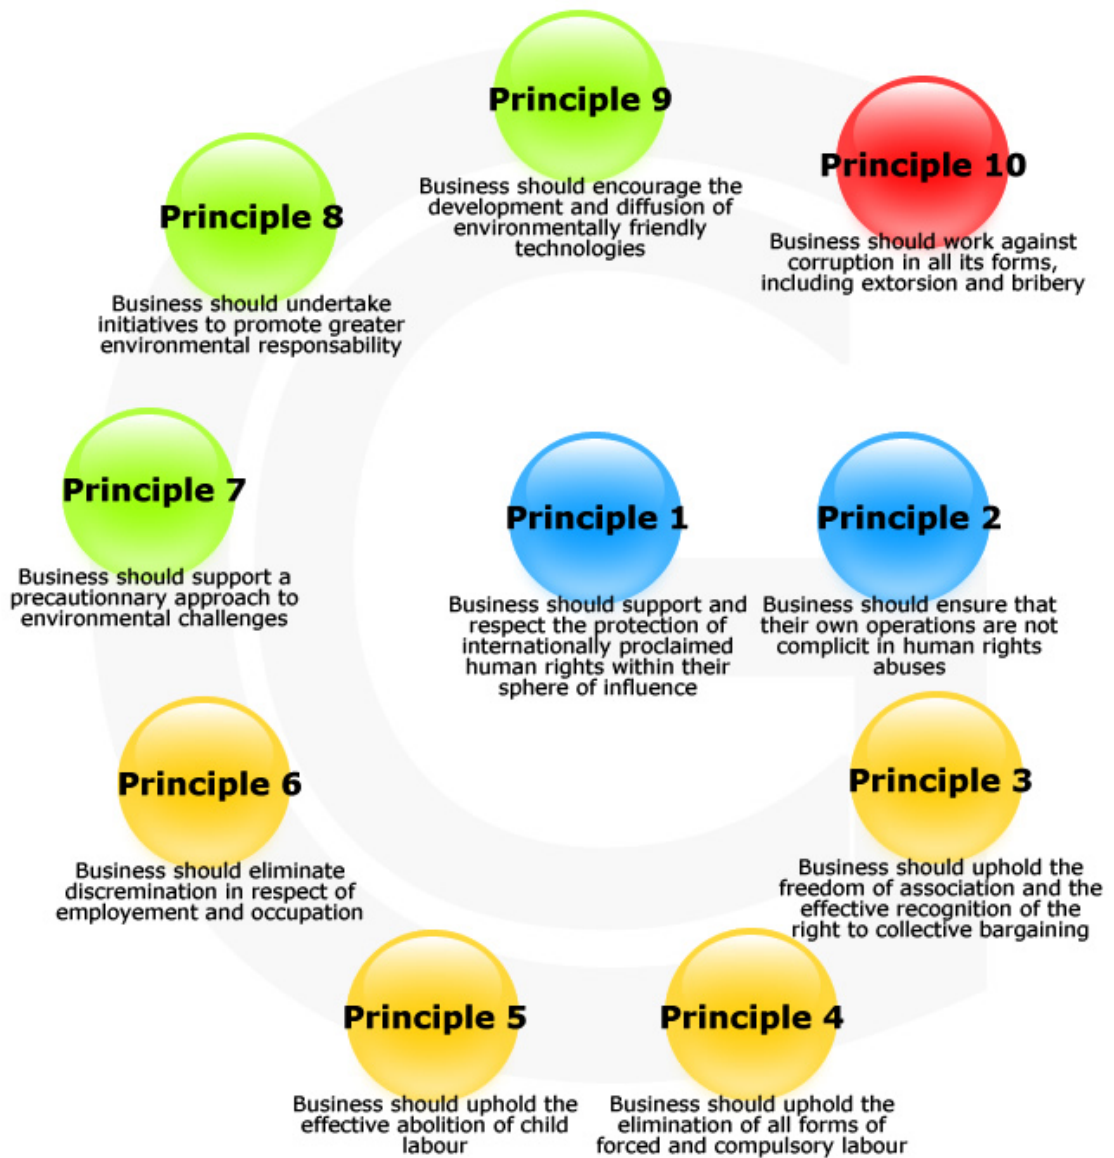 Principle 9
Business should encourage the
development and diffusion of
environmentally friendly
technologies
Principle 10
Business should work against
corruption in all its forms,
including extorsion and bribery
Principle 8
Business should undertake
initiatives to promote greater
environmental responsability
Principle 7
Business should support a
precautionnary approach to
environmental challenges
Principle 1
Business should support and
respect the protection of
internationally proclaimed
human rights within their
sphere of influence
Principle 2
Business should ensure that
their own operations are not
complicit in human rights
abuses
Principle 6
Business should eliminate
discrimination in respect of
employement and occupation
Principle 3
Business should uphold the
freedom of association and the
effective recognition of the
right to collective bargaining
Principle 5
Business should uphold the
effective abolition of child
labour
Principle 4
Business should uphold the
elimination of all forms of
forced and compulsory labour